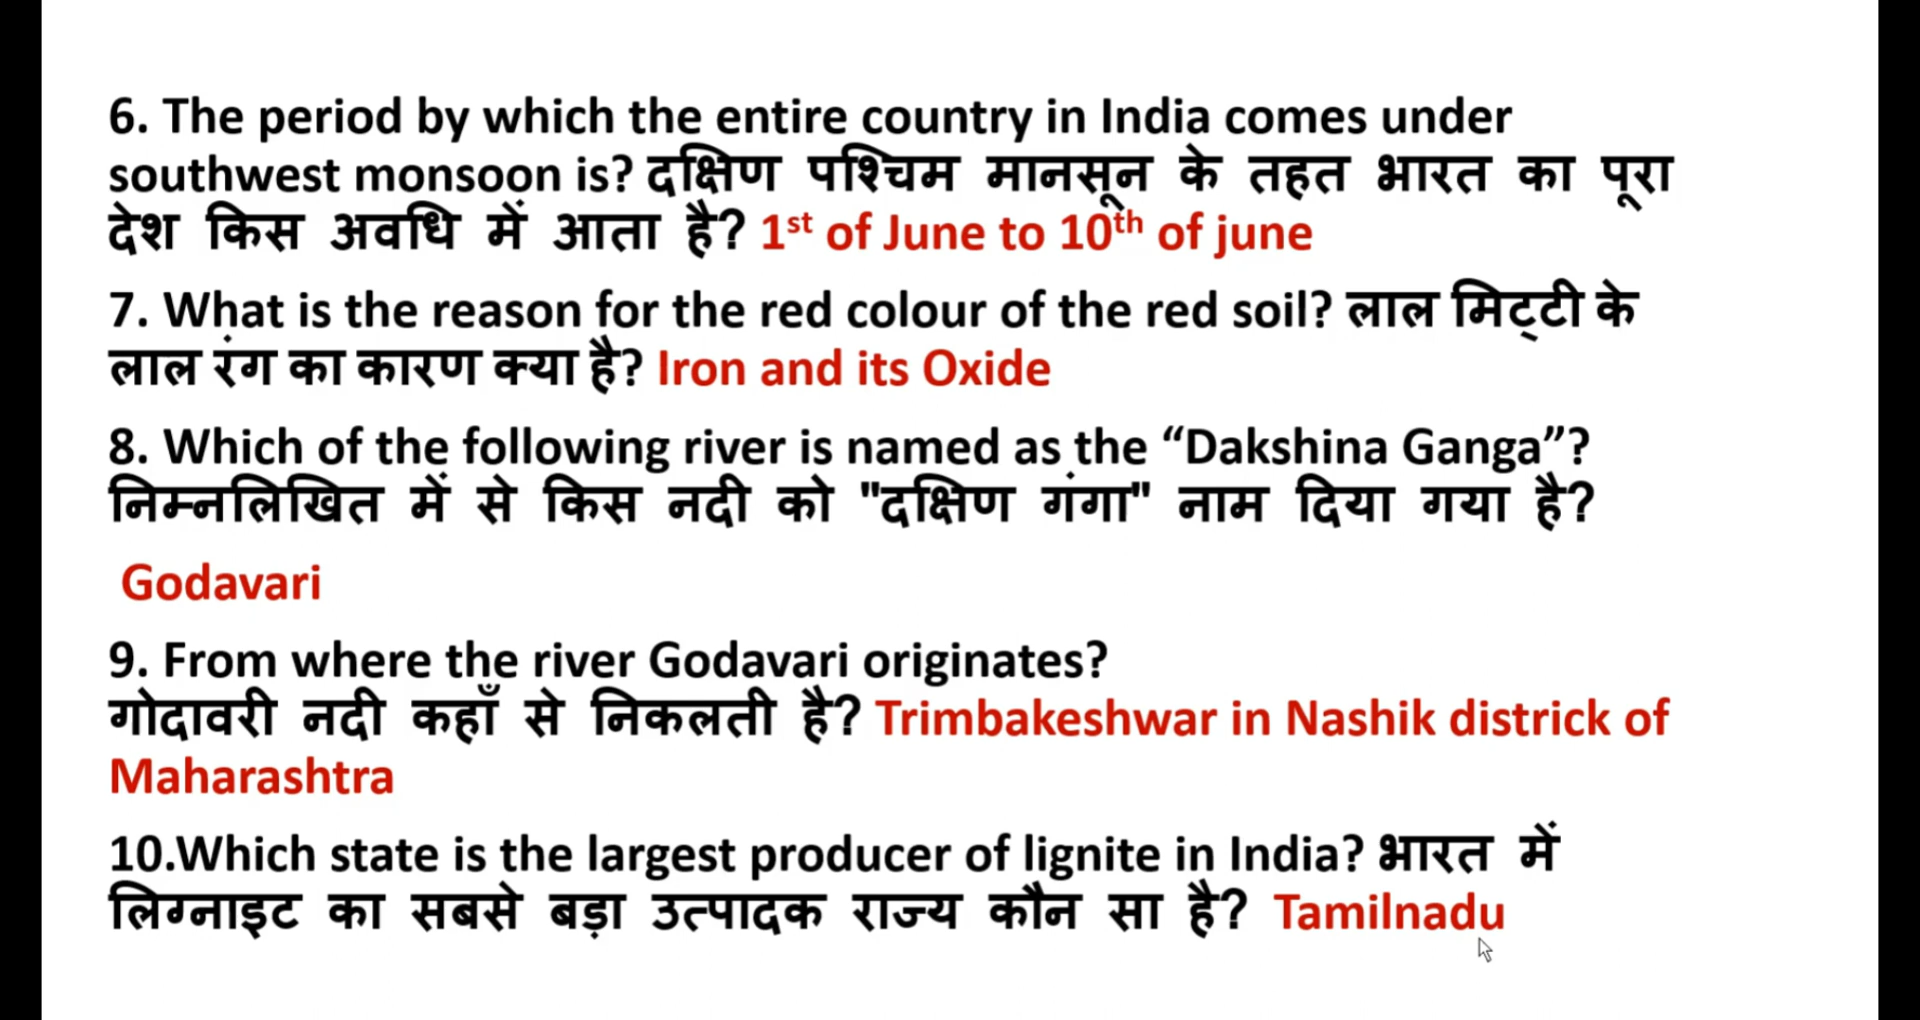 6. The period by which the entire country in India comes under
southwest monsoon is? दक्षिण पश्चिम मानसून के तहत भारत का पूरा
देश किस अवधि में आता है? 1st of June to 10th of june
7. What is the reason for the red colour of the red soil? लाल मिट्टी के
लाल रंग का कारण क्या है? Iron and its Oxide
8. Which of the following river is named as the “Dakshina Ganga”?
निम्नलिखित में से किस नदी को "दक्षिण गंगा" नाम दिया गया है?
Godavari
9. From where the river Godavari originates?
गोदावरी नदी कहाँ से निकलती है? Trimbakeshwar in Nashik districk of
Maharashtra
10.Which state is the largest producer of lignite in India? भारत में
लिग्नाइट का सबसे बड़ा उत्पादक राज्य कौन सा है? Tamilnadu